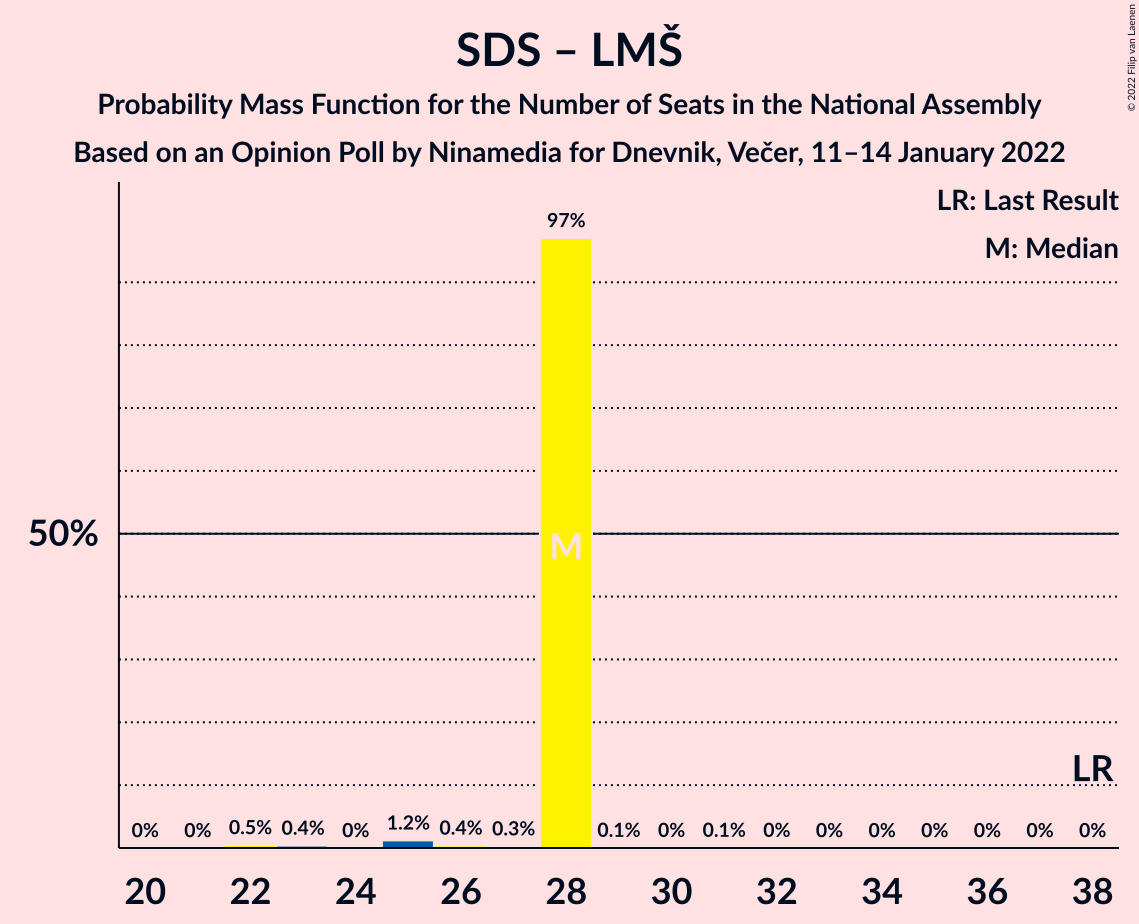 SDS – LMŠ
Probability Mass Function for the Number of Seats in the National Assembly
Based on an Opinion Poll by Ninamedia for Dnevnik, Večer, 11–14 January 2022
© 2022 Filip van Laenen
LR: Last Result
M: Median
97%
50%
M
LR
0% 0% 0.5% 0.4% 0% 1.2% 0.4% 0.3% 0.1% 0% 0.1% 0% 0% 0% 0% 0% 0% 0%
20 22 24 26 28 30 32 34 36 38